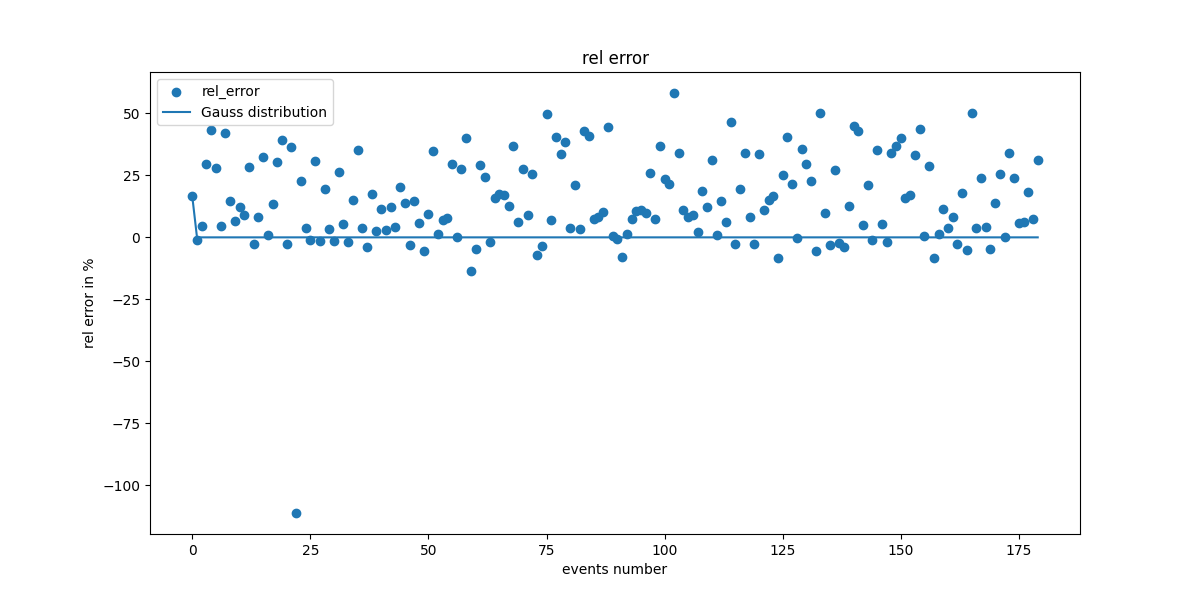 rel error
rel_error
Gauss distribution
50
25
0
−25
−50
−75
−100
rel error in %
0 25 50 75 100 125 150 175
events number